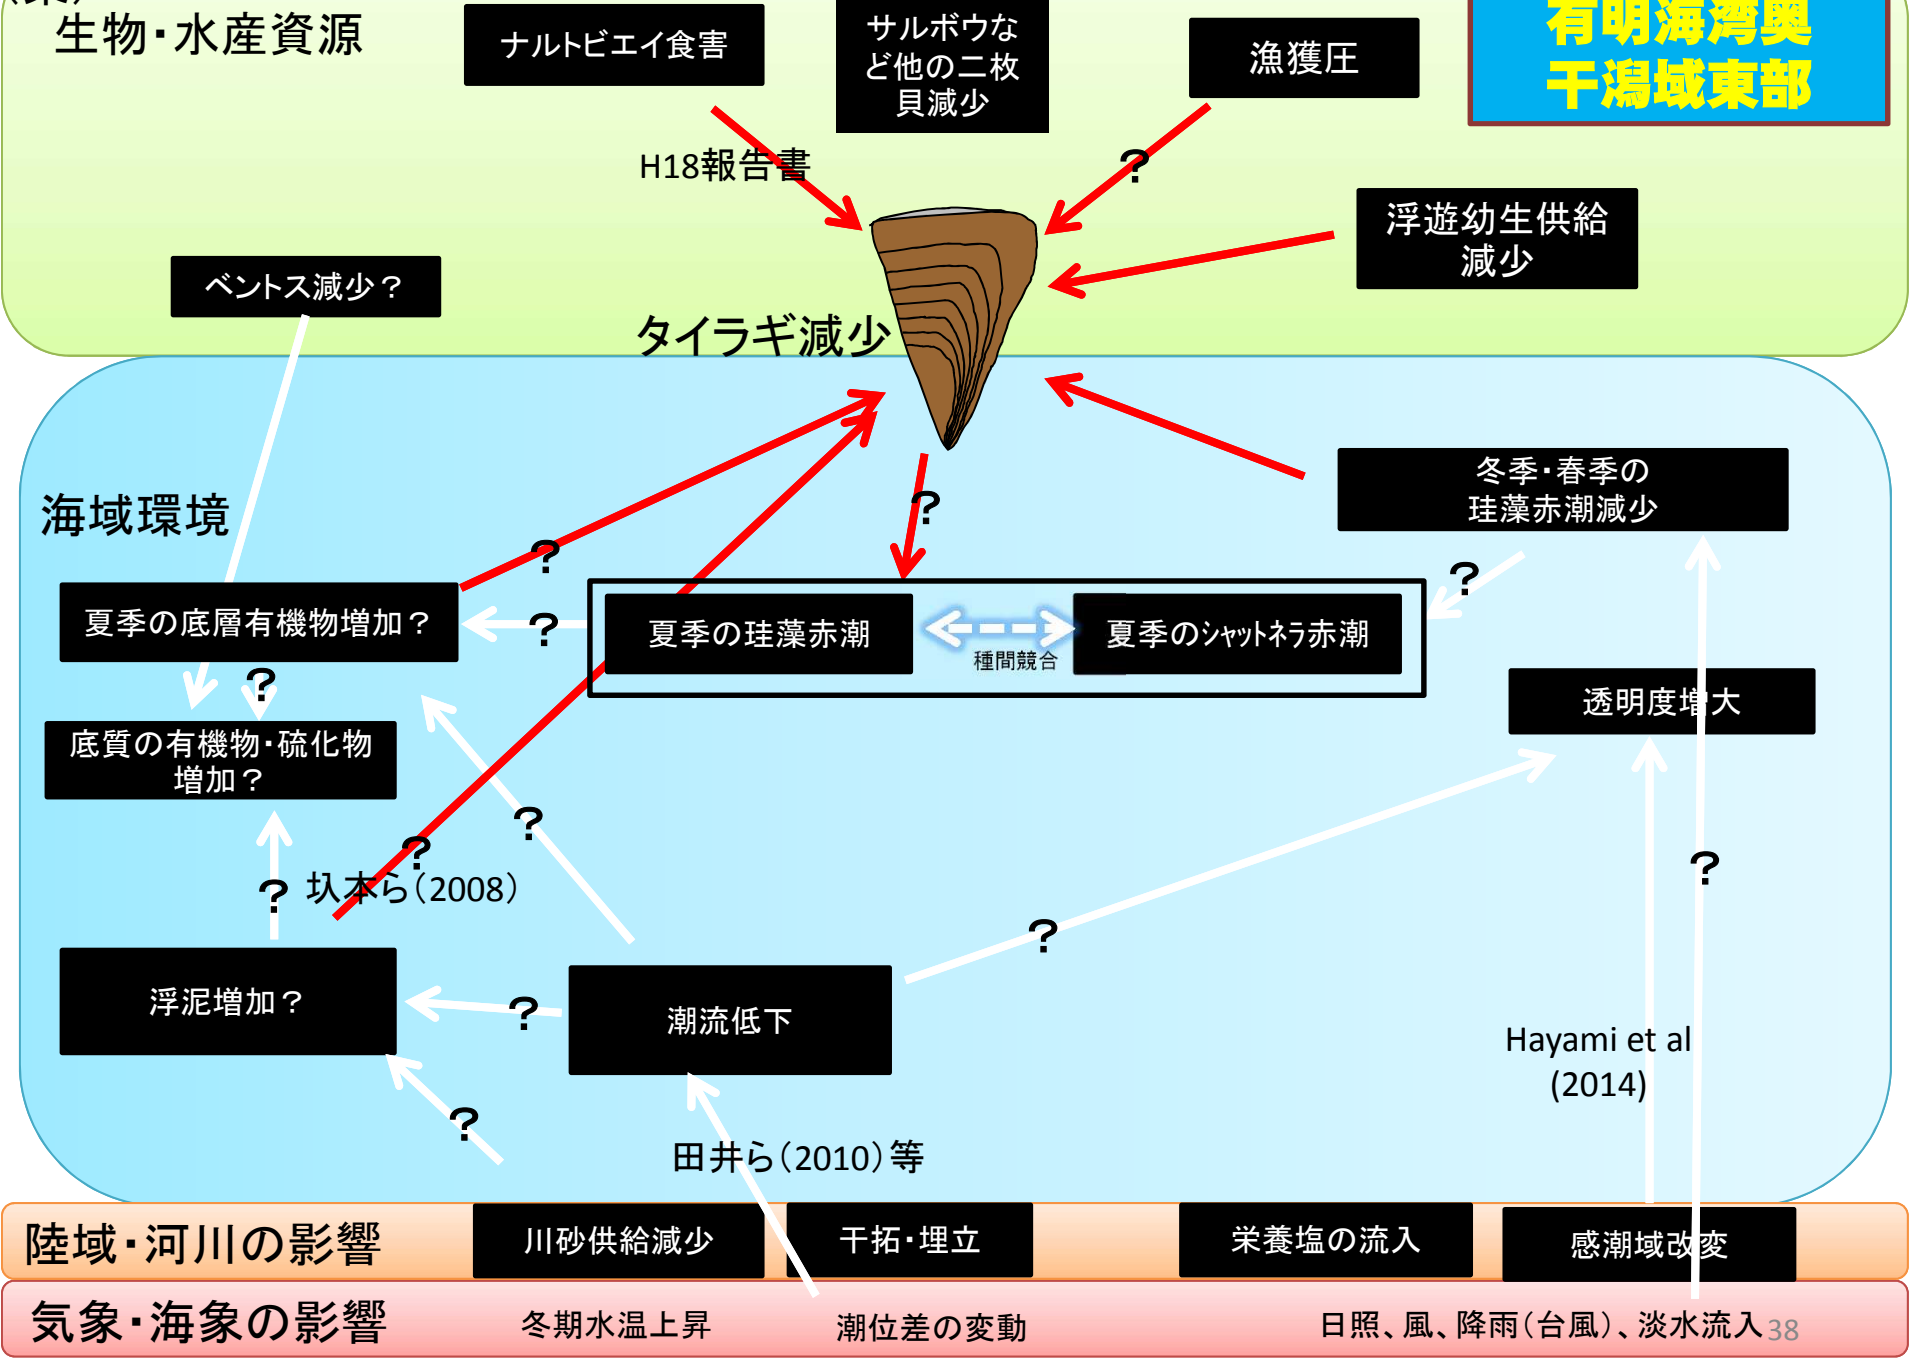 生物・水産資源
ナルトビエイ食害
サルボウな
ど他の二枚
貝減少
漁獲圧
有明海湾奥
干潟域東部
H18報告書
?
浮遊幼生供給
減少
ベントス減少？
タイラギ減少
海域環境
冬季・春季の
珪藻赤潮減少
?
?
?
?
夏季の底層有機物増加？
夏季の珪藻赤潮
種間競合
夏季のシャットネラ赤潮
?
透明度増大
底質の有機物・硫化物
増加？
?
?
?
?
圦本ら（2008）
?
浮泥増加？
?
潮流低下
Hayami et al
(2014)
?
田井ら（2010）等
陸域・河川の影響
川砂供給減少
干拓・埋立
栄養塩の流入
感潮域改変
気象・海象の影響
冬期水温上昇
潮位差の変動
日照、風、降雨（台風）、淡水流入
38